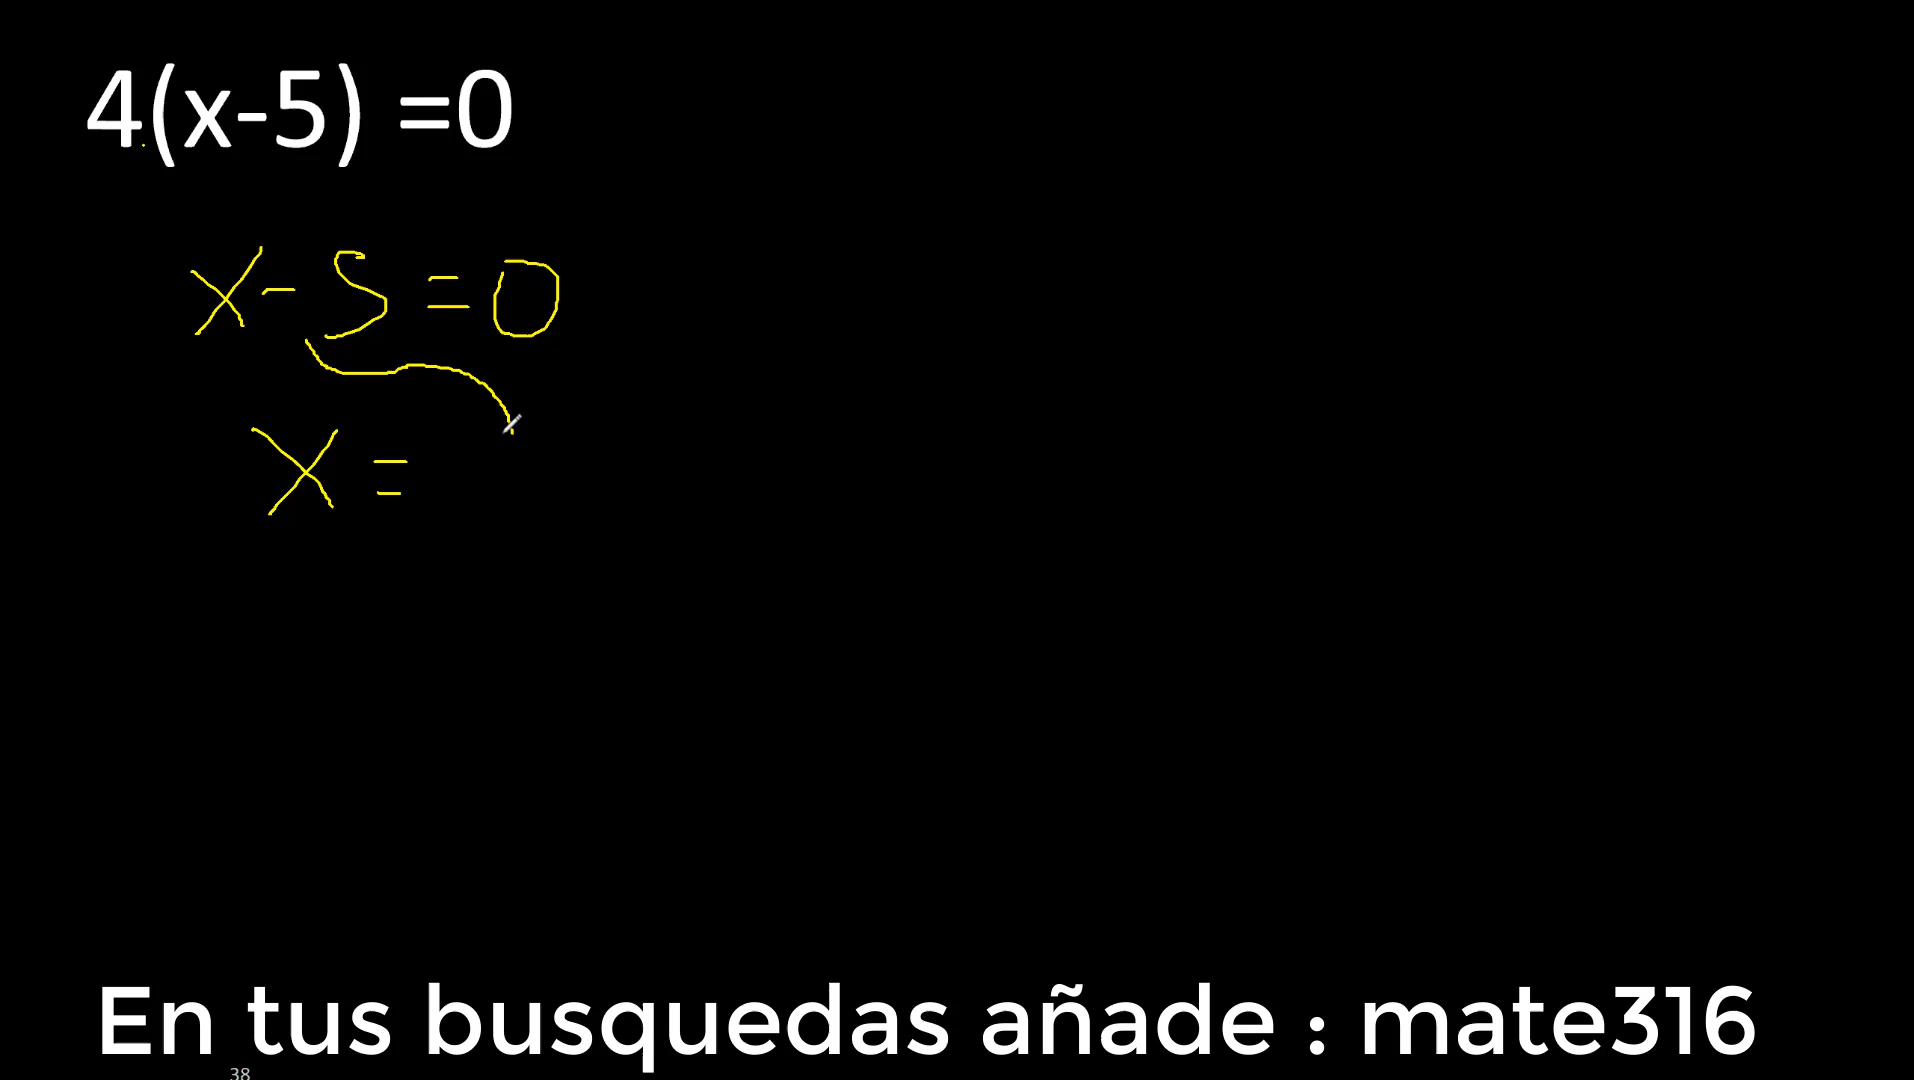 4(x-5) =0
x-5=0
x=
En tus busquedas añade : mate316
38